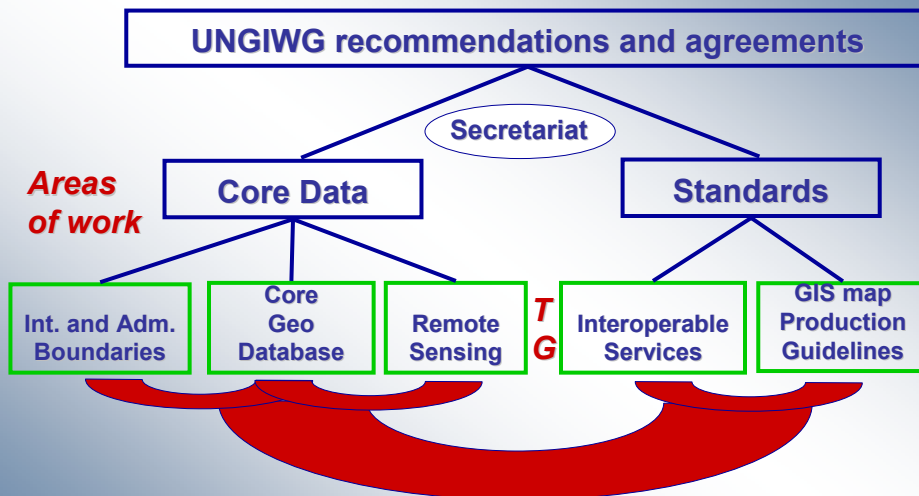 UNGIWG recommendations and agreements
Secretariat
Areas
of work
Core Data
Standards
Int. and Adm.
Boundaries
Core
Geo
Database
Remote
Sensing
T
G
Interoperable
Services
GIS map
Production
Guidelines